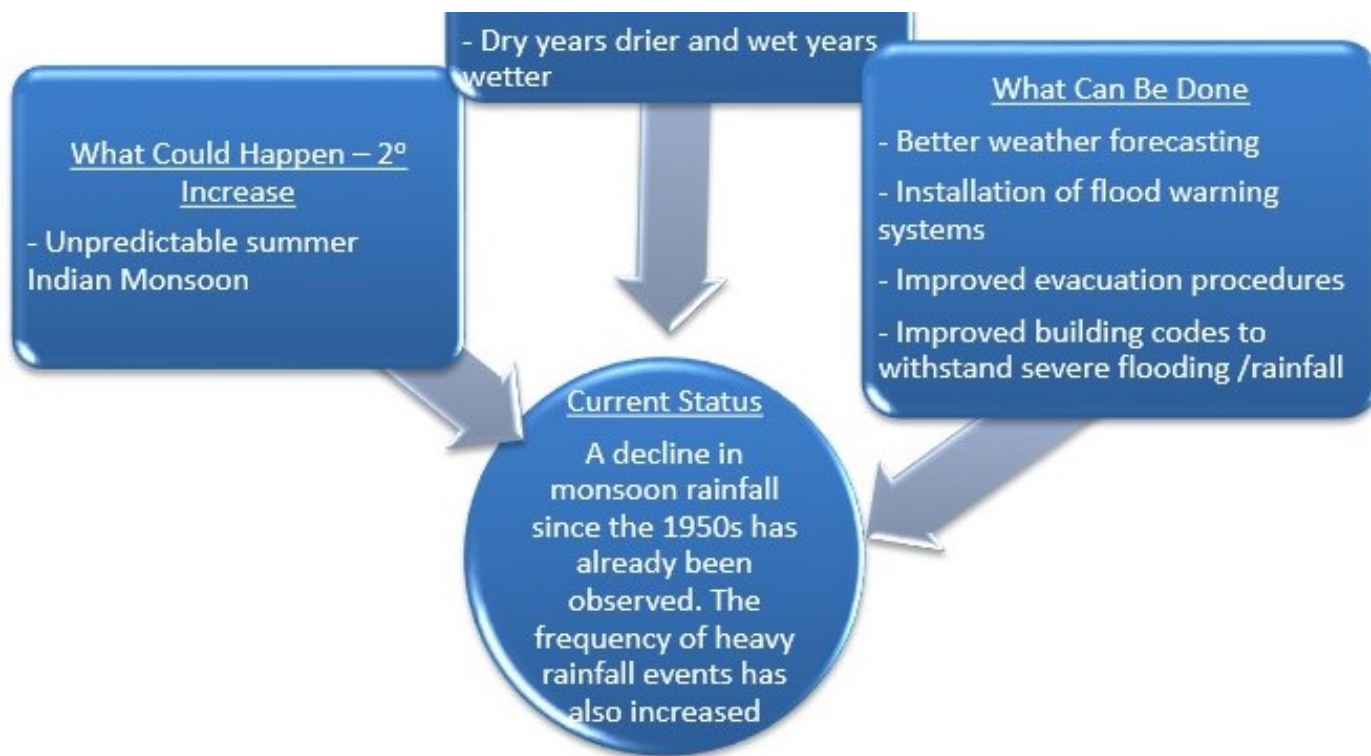 - Dry years drier and wet years
wetter
What Could Happen – 2º
Increase
- Unpredictable summer
Indian Monsoon
What Can Be Done
- Better weather forecasting
- Installation of flood warning
systems
- Improved evacuation procedures
- Improved building codes to
withstand severe flooding /rainfall
Current Status
A decline in
monsoon rainfall
since the 1950s has
already been
observed. The
frequency of heavy
rainfall events has
also increased